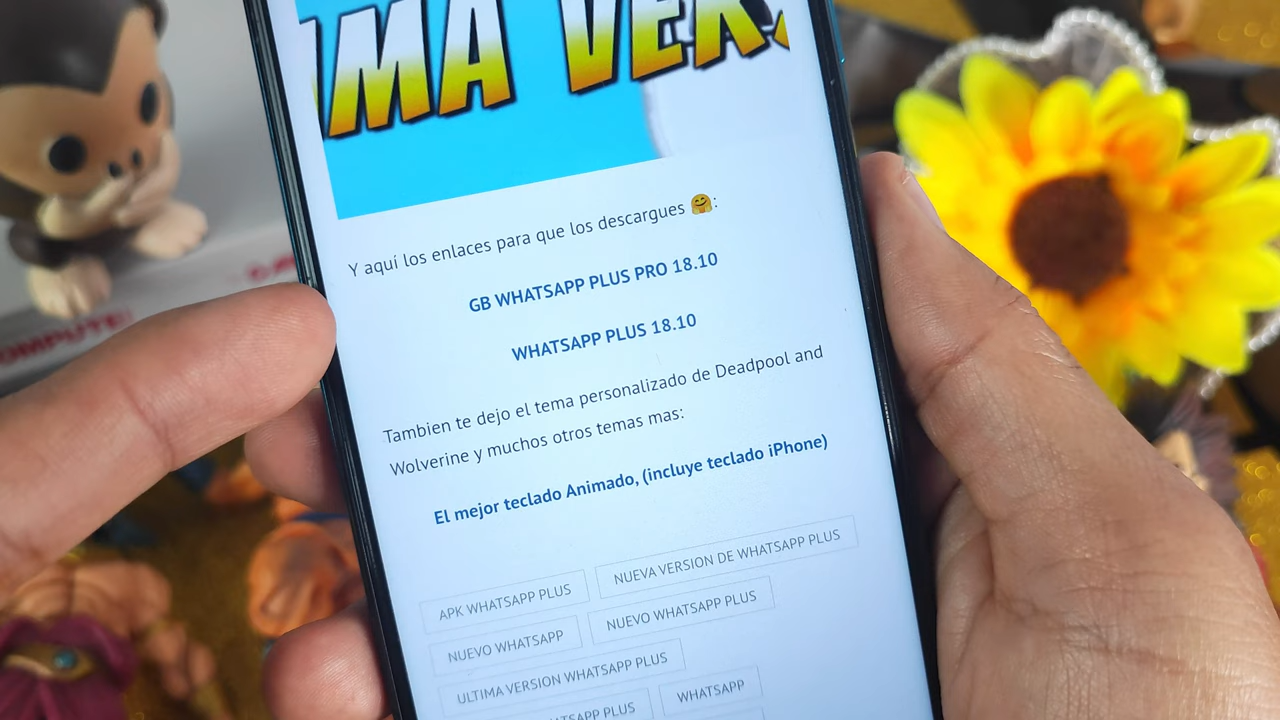 MA VER
Y aquí los enlaces para que los descargues 🤗:
GB WHATSAPP PLUS PRO 18.10
WHATSAPP PLUS 18.10
Tambien te dejo el tema personalizado de Deadpool and
Wolverine y muchos otros temas mas:
El mejor teclado Animado, (incluye teclado iPhone)
APK WHATSAPP PLUS
NUEVA VERSION DE WHATSAPP PLUS
NUEVO WHATSAPP
NUEVO WHATSAPP PLUS
ULTIMA VERSION WHATSAPP PLUS
TSAPP PLUS
WHATSAPP
OMPUTE